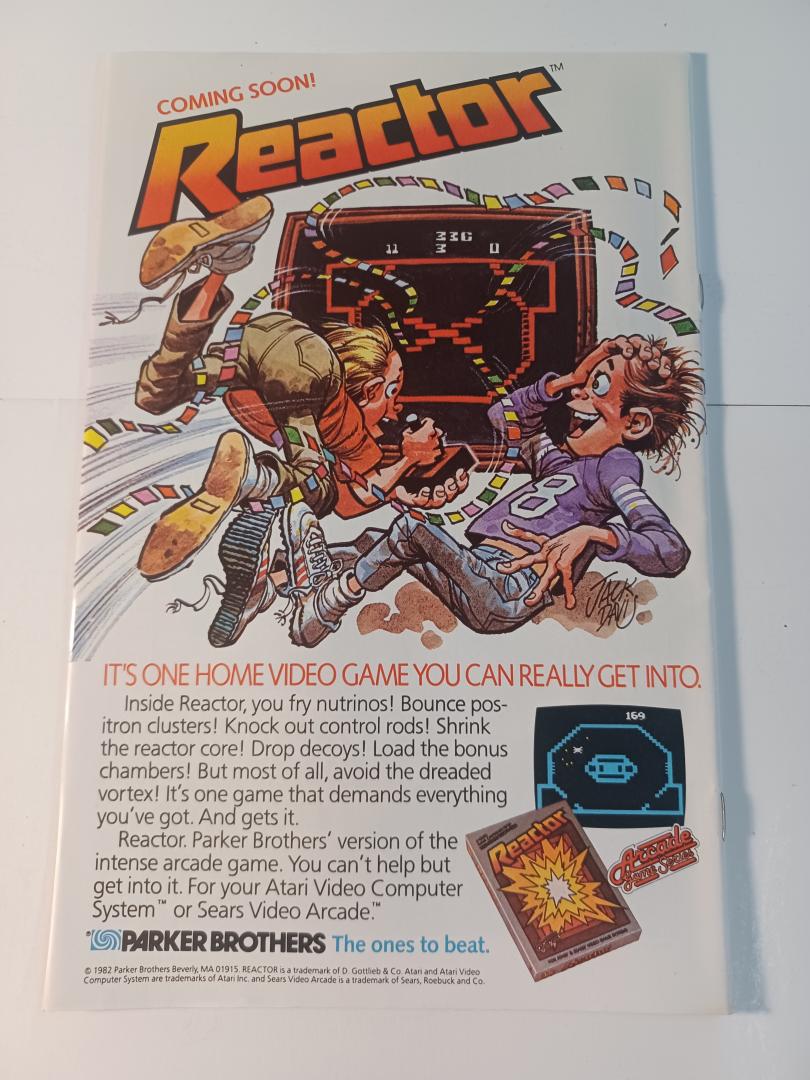 COMING SOON!
Reactor™
330
11 3 0
8
JACK
DAVIS
IT'S ONE HOME VIDEO GAME YOU CAN REALLY GET INTO.
Inside Reactor, you fry nutrinos! Bounce pos-
itron clusters! Knock out control rods! Shrink
the reactor core! Drop decoys! Load the bonus
chambers! But most of all, avoid the dreaded
vortex! It's one game that demands everything
you've got. And gets it.
Reactor. Parker Brothers' version of the
intense arcade game. You can't help but
get into it. For your Atari Video Computer
System™ or Sears Video Arcade.™
169
Reactor
Arcade
Game Series
PARKER BROTHERS The ones to beat.
© 1982 Parker Brothers Beverly, MA 01915. REACTOR is a trademark of D. Gottlieb & Co. Atari and Atari Video
Computer System are trademarks of Atari Inc. and Sears Video Arcade is a trademark of Sears, Roebuck and Co.